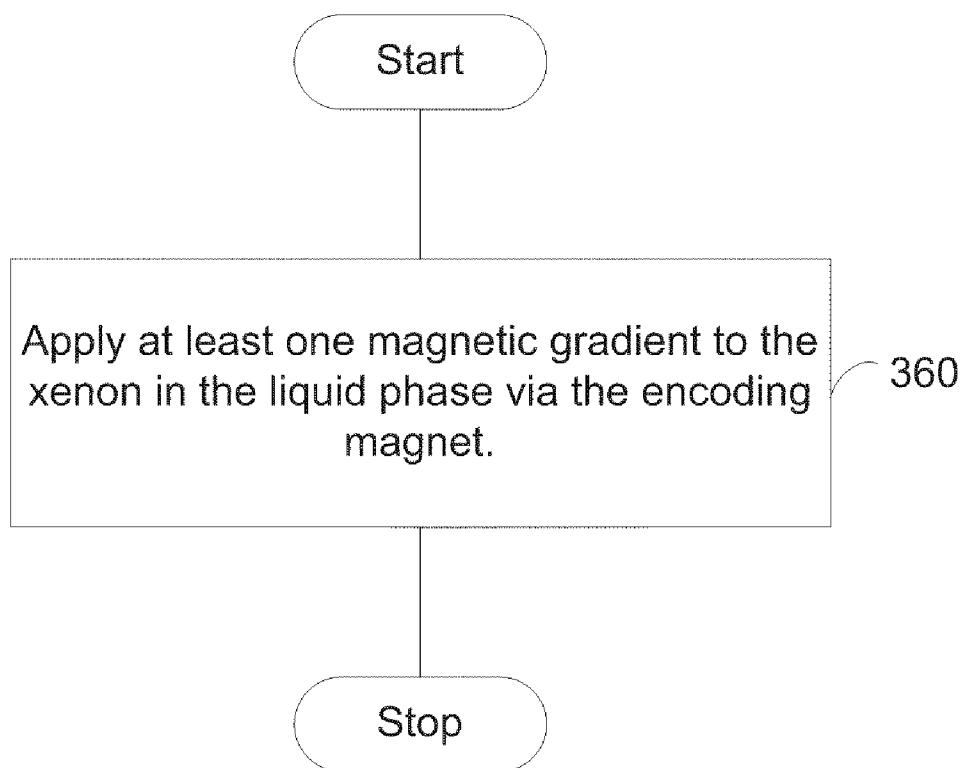 Start
Apply at least one magnetic gradient to the
xenon in the liquid phase via the encoding
magnet.
360
Stop